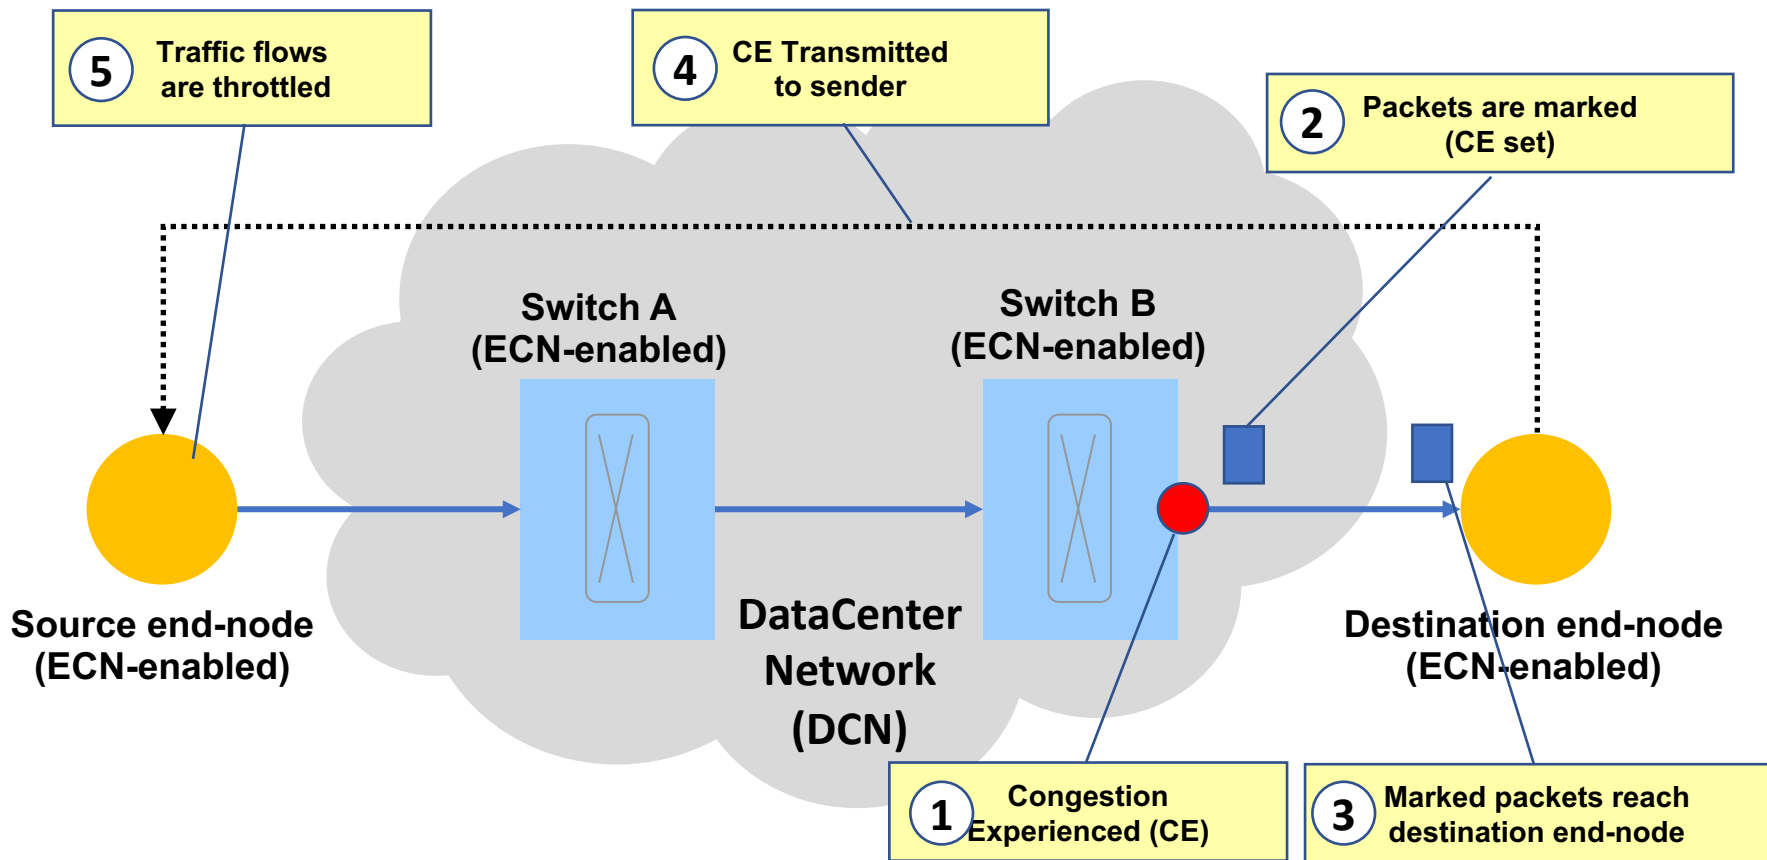 5
Traffic flows
are throttled
4
CE Transmitted
to sender
2
Packets are marked
(CE set)
Switch A
(ECN-enabled)
Switch B
(ECN-enabled)
Source end-node
(ECN-enabled)
DataCenter
Network
(DCN)
Destination end-node
(ECN-enabled)
1
Congestion
Experienced (CE)
3
Marked packets reach
destination end-node